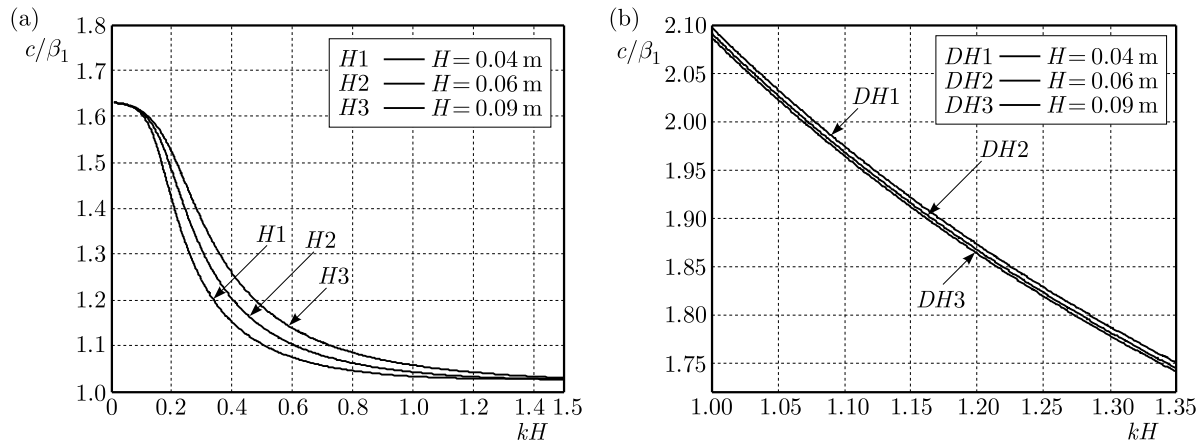 (a)
1.8
c/β₁
1.7
1.6
1.5
1.4
1.3
1.2
1.1
1.0
H1 — H = 0.04 m
H2 — H = 0.06 m
H3 — H = 0.09 m
H1
H2
H3
0 0.2 0.4 0.6 0.8 1.0 1.2 1.4 1.5
kH
(b)
2.10
c/β₁
2.05
2.00
1.95
1.90
1.85
1.80
1.75
DH1 — H = 0.04 m
DH2 — H = 0.06 m
DH3 — H = 0.09 m
DH1
DH2
DH3
1.00 1.05 1.10 1.15 1.20 1.25 1.30 1.35
kH